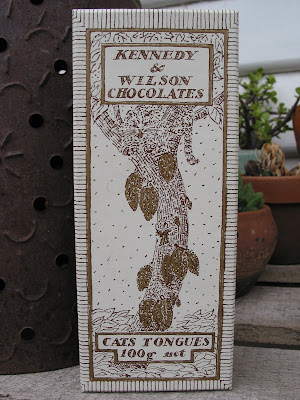 KENNEDY
&
WILSON
CHOCOLATES
CATS TONGUES
100g net